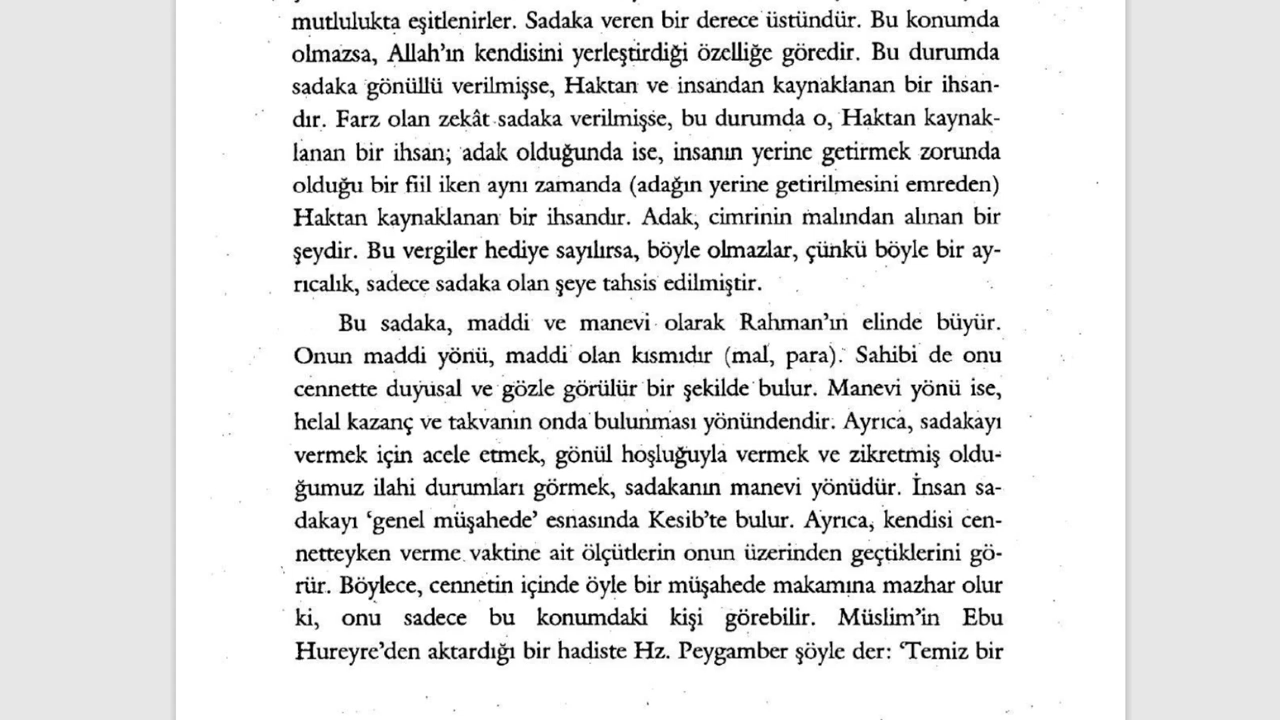 mutlulukta eşitlenirler. Sadaka veren bir derece üstündür. Bu konumda
olmazsa, Allah’ın kendisini yerleştirdiği özelliğe göredir. Bu durumda
sadaka gönüllü verilmişse, Haktan ve insandan kaynaklanan bir ihsan-
dır. Farz olan zekât sadaka verilmişse, bu durumda o, Haktan kaynak-
lanan bir ihsan; adak olduğunda ise, insanın yerine getirmek zorunda
olduğu bir fiil iken aynı zamanda (adağın yerine getirilmesini emreden)
Haktan kaynaklanan bir ihsandır. Adak, cimrinin malından alınan bir
şeydir. Bu vergiler hediye sayılırsa, böyle olmazlar, çünkü böyle bir ay-
rıcalık, sadece sadaka olan şeye tahsis edilmiştir.
Bu sadaka, maddi ve manevi olarak Rahman’ın elinde büyür.
Onun maddi yönü, maddi olan kısmıdır (mal, para). Sahibi de onu
cennette duyusal ve gözle görülür bir şekilde bulur. Manevi yönü ise,
helal kazanç ve takvanın onda bulunması yönündendir. Ayrıca, sadakayı
vermek için acele etmek, gönül hoşluğuyla vermek ve zikretmiş oldu-
ğumuz ilahi durumları görmek, sadakanın manevi yönüdür. İnsan sa-
dakayı ‘genel müşahede’ esnasında Kesib’te bulur. Ayrıca, kendisi cen-
netteyken verme vaktine ait ölçütlerin onun üzerinden geçtiklerini gö-
rür. Böylece, cennetin içinde öyle bir müşahede makamına mazhar olur
ki, onu sadece bu konumdaki kişi görebilir. Müslim’in Ebu
Hureyre’den aktardığı bir hadiste Hz. Peygamber şöyle der: ‘Temiz bir